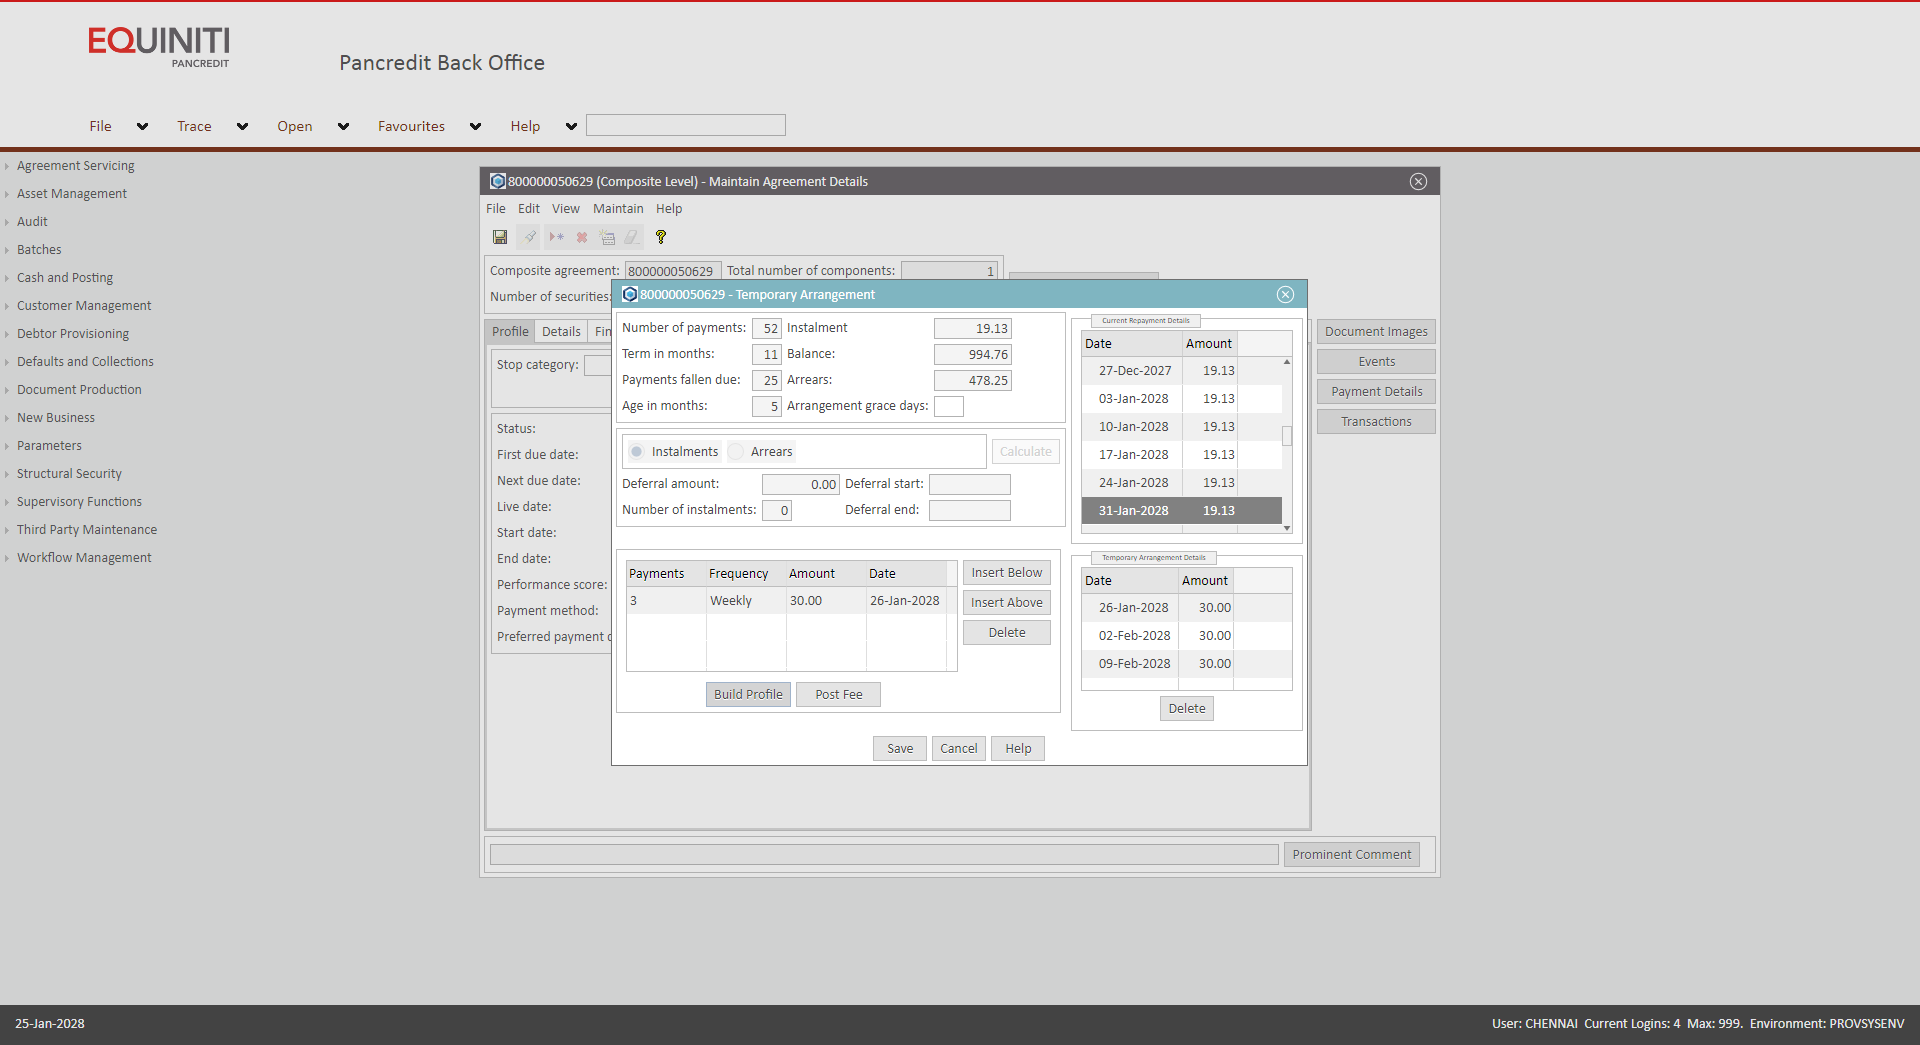 EQUINITI
PANCREDIT
Pancredit Back Office
File Trace Open Favourites Help
Agreement Servicing
Asset Management
Audit
Batches
Cash and Posting
Customer Management
Debtor Provisioning
Defaults and Collections
Document Production
New Business
Parameters
Structural Security
Supervisory Functions
Third Party Maintenance
Workflow Management
800000050629 (Composite Level) - Maintain Agreement Details
File Edit View Maintain Help
Composite agreement: 800000050629 Total number of components: 1
Number of securities:
Profile Details Fin
Stop category:
Status:
First due date:
Next due date:
Live date:
Start date:
End date:
Performance score:
Payment method:
Preferred payment
800000050629 - Temporary Arrangement
Number of payments: 52 Instalment 19.13
Term in months: 11 Balance: 994.76
Payments fallen due: 25 Arrears: 478.25
Age in months: 5 Arrangement grace days:
Instalments Arrears Calculate
Deferral amount: 0.00 Deferral start:
Number of instalments: 0 Deferral end:
Payments Frequency Amount Date
3 Weekly 30.00 26-Jan-2028
Insert Below
Insert Above
Delete
Build Profile Post Fee
Save Cancel Help
Current Repayment Details
Date Amount
27-Dec-2027 19.13
03-Jan-2028 19.13
10-Jan-2028 19.13
17-Jan-2028 19.13
24-Jan-2028 19.13
31-Jan-2028 19.13
Temporary Arrangement Details
Date Amount
26-Jan-2028 30.00
02-Feb-2028 30.00
09-Feb-2028 30.00
Delete
Document Images
Events
Payment Details
Transactions
Prominent Comment
25-Jan-2028
User: CHENNAI Current Logins: 4 Max: 999. Environment: PROVSYSENV